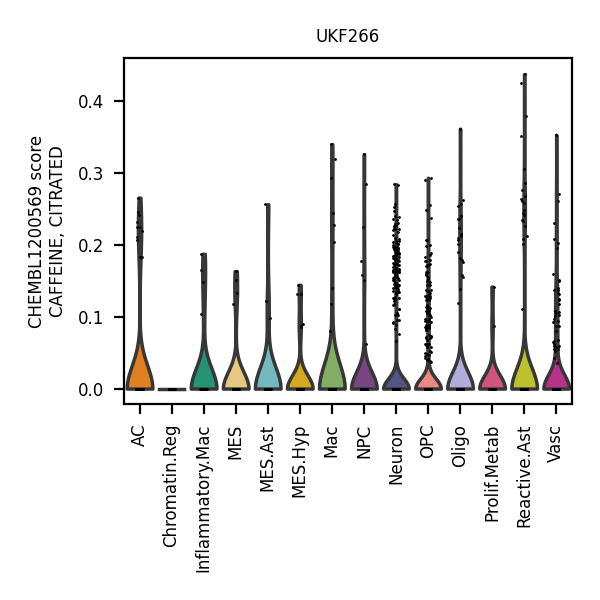 UKF266
CHEMBL1200569 score
CAFFEINE, CITRATED
0.4
0.3
0.2
0.1
0.0
AC
Chromatin.Reg
Inflammatory.Mac
MES
MES.Ast
MES.Hyp
Mac
NPC
Neuron
OPC
Oligo
Prolif.Metab
Reactive.Ast
Vasc